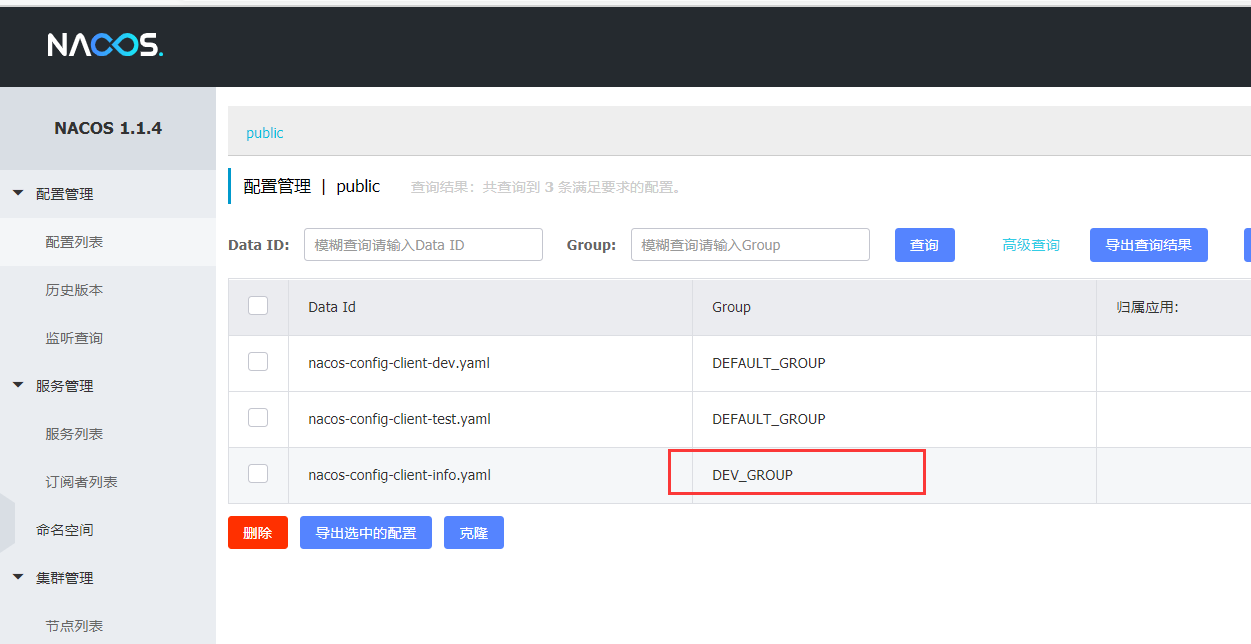 NACOS.
NACOS 1.1.4
配置管理
配置列表
历史版本
监听查询
服务管理
服务列表
订阅者列表
命名空间
集群管理
节点列表
public
配置管理 | public 查询结果：共查询到 3 条满足要求的配置。
Data ID: 模糊查询请输入Data ID Group: 模糊查询请输入Group 查询 高级查询 导出查询结果
Data Id Group 归属应用:
nacos-config-client-dev.yaml DEFAULT_GROUP
nacos-config-client-test.yaml DEFAULT_GROUP
nacos-config-client-info.yaml DEV_GROUP
删除 导出选中的配置 克隆